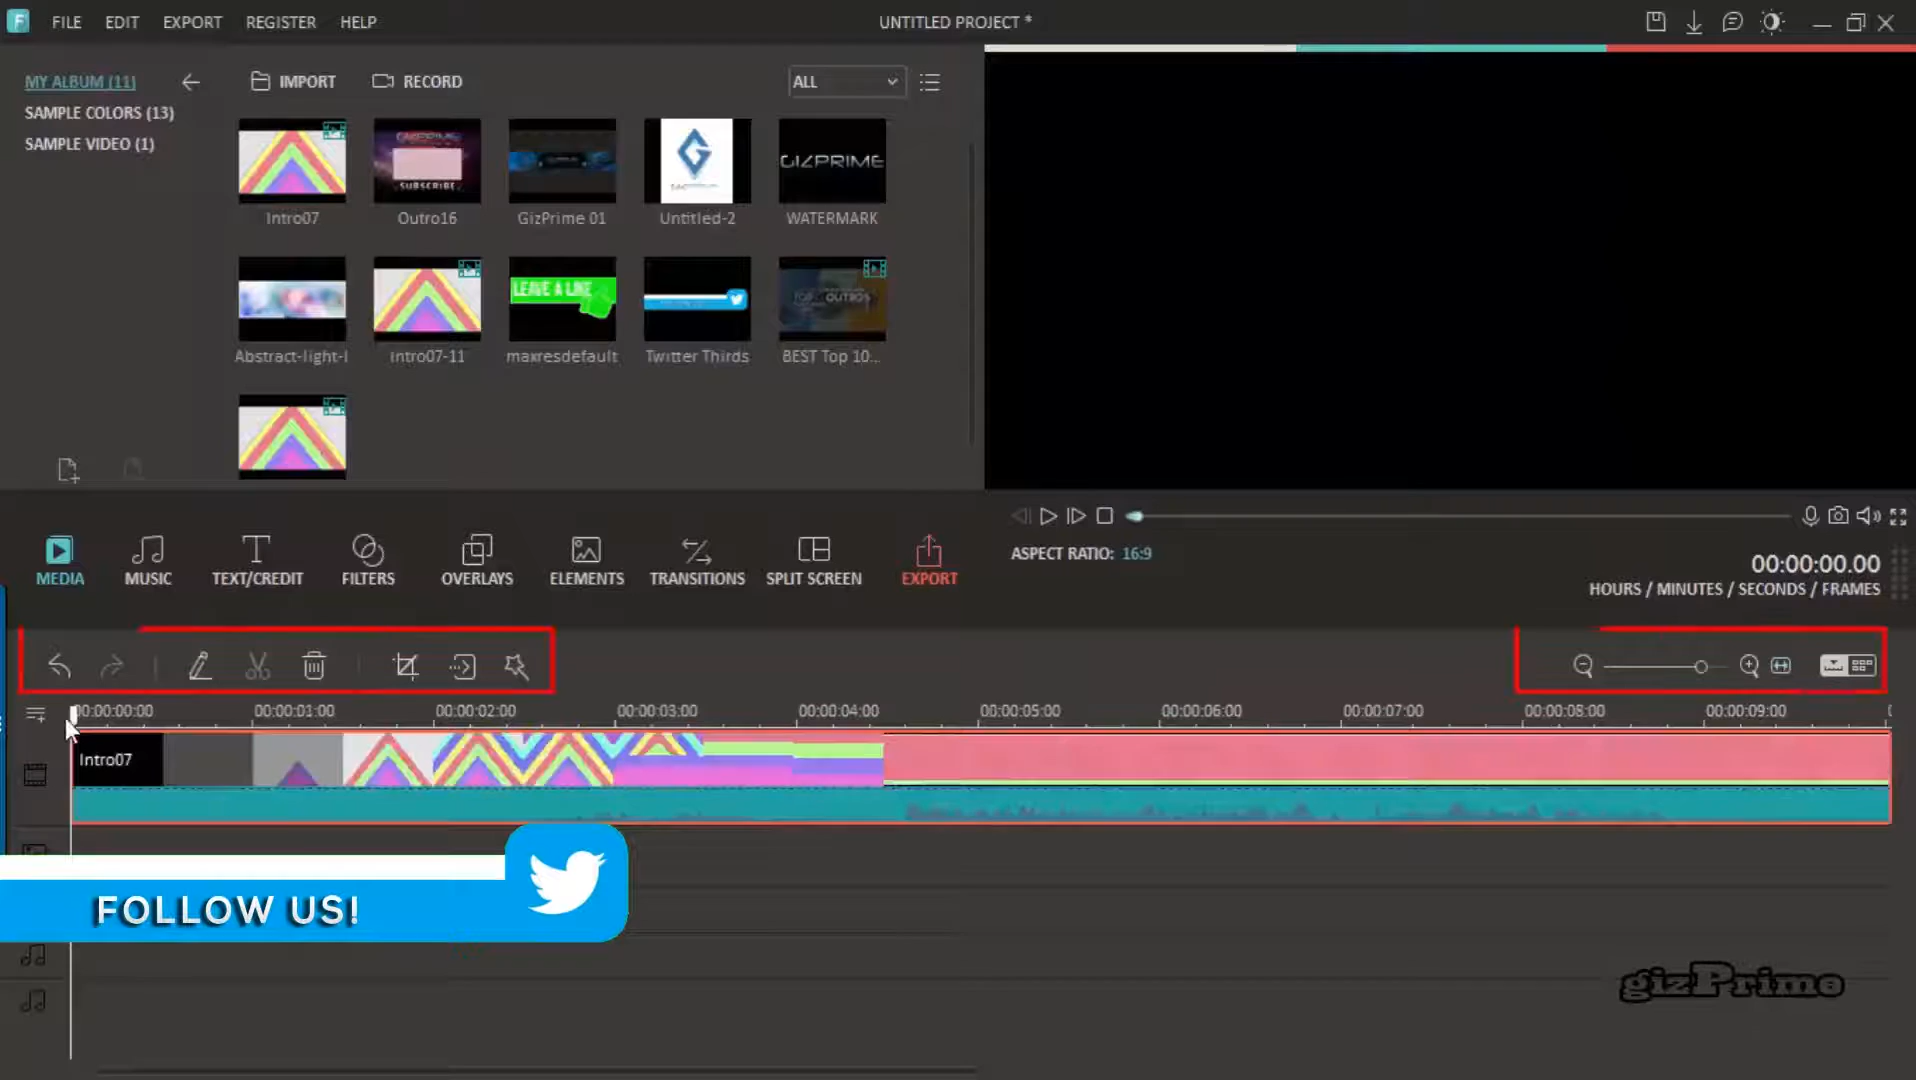 FILE EDIT EXPORT REGISTER HELP
UNTITLED PROJECT *
MY ALBUM (11)
IMPORT RECORD ALL
SAMPLE COLORS (13)
SAMPLE VIDEO (1)
GIZPRIME
SUBSCRIBE
GIZPRIME
Intro07 Outro16 GizPrime 01 Untitled-2 WATERMARK
LEAVE A LIKE
OUTROS
Abstract-light- Intro07-11 maxresdefault Twitter Thirds BEST Top 10...
ASPECT RATIO: 16:9
00:00:00.00
HOURS / MINUTES / SECONDS / FRAMES
MEDIA MUSIC TEXT/CREDIT FILTERS OVERLAYS ELEMENTS TRANSITIONS SPLIT SCREEN EXPORT
00:00:00:00 00:00:01:00 00:00:02:00 00:00:03:00 00:00:04:00 00:00:05:00 00:00:06:00 00:00:07:00 00:00:08:00 00:00:09:00
Intro07
FOLLOW US!
gizPrime